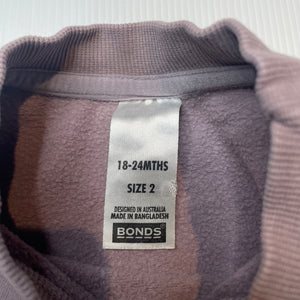 18-24MTHS
SIZE 2
DESIGNED IN AUSTRALIA
MADE IN BANGLADESH
BONDS